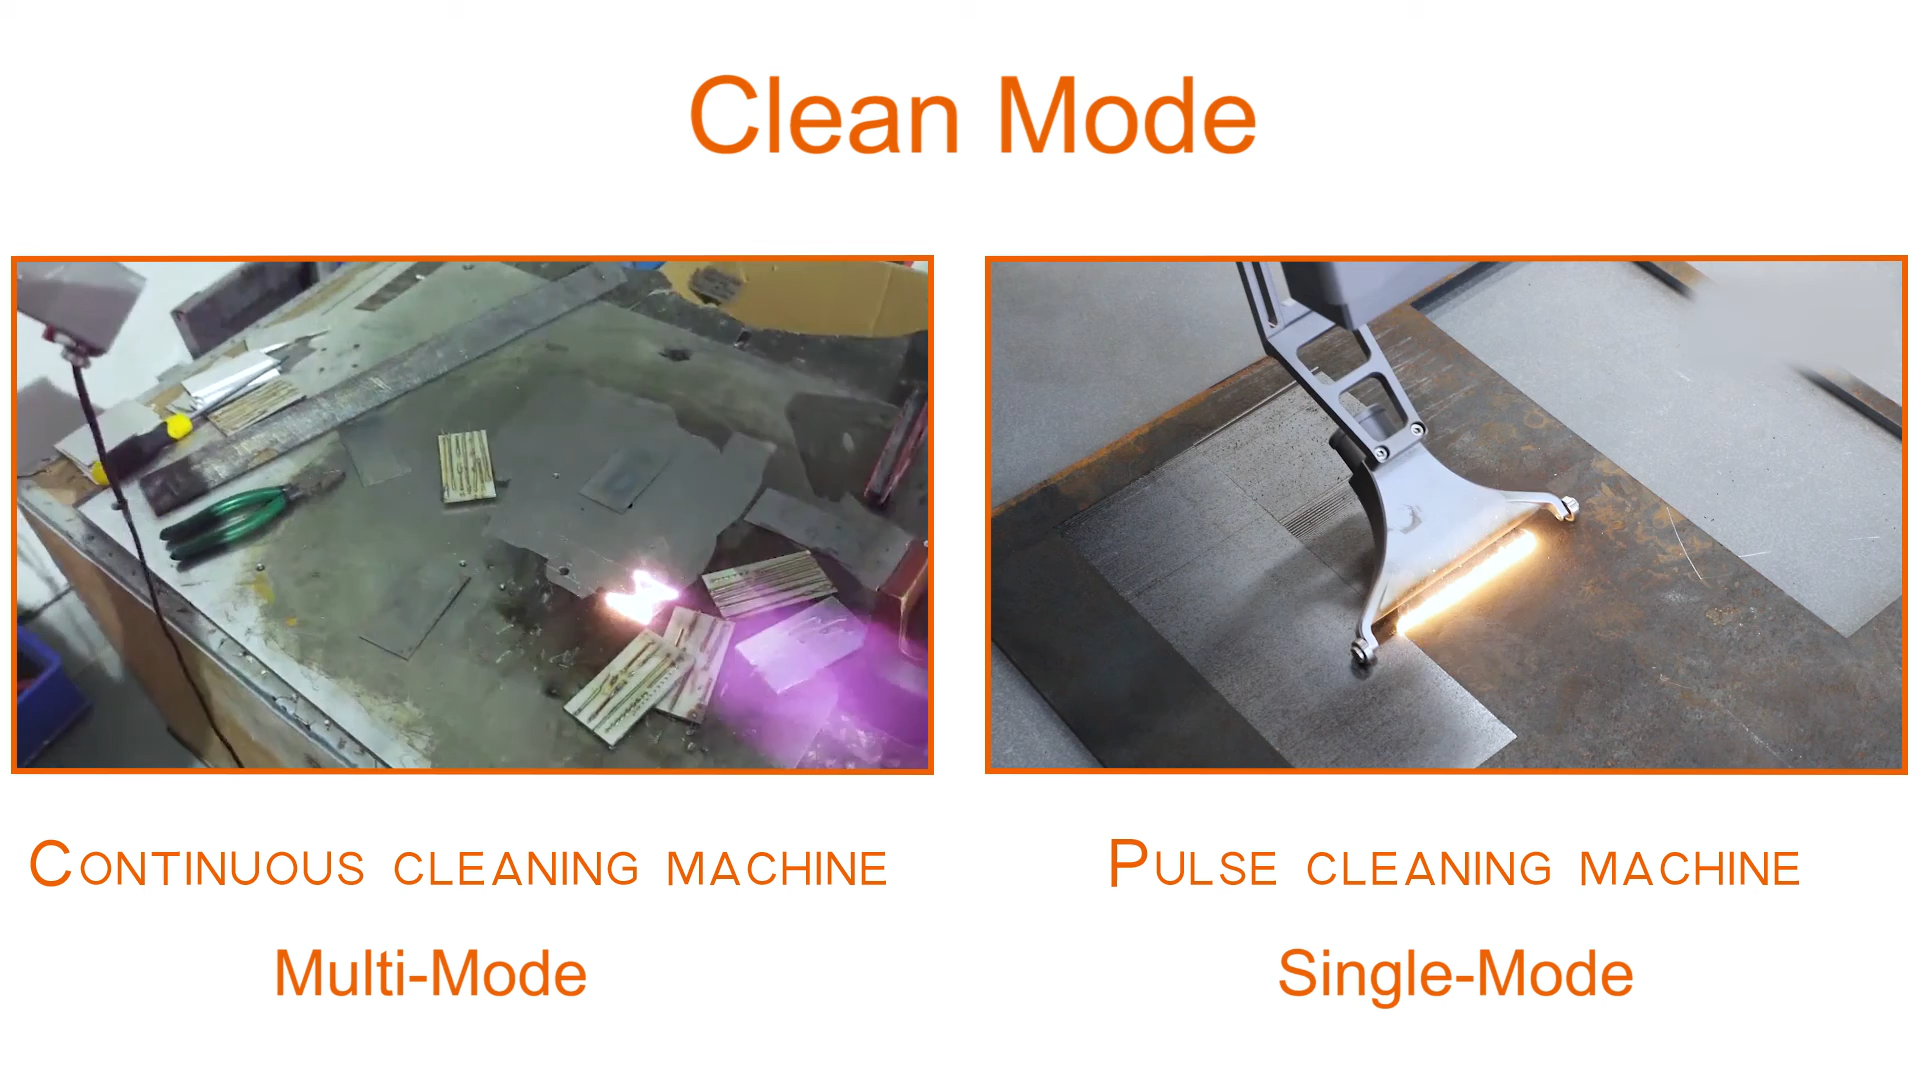 Clean Mode
Continuous cleaning machine
Pulse cleaning machine
Multi-Mode
Single-Mode